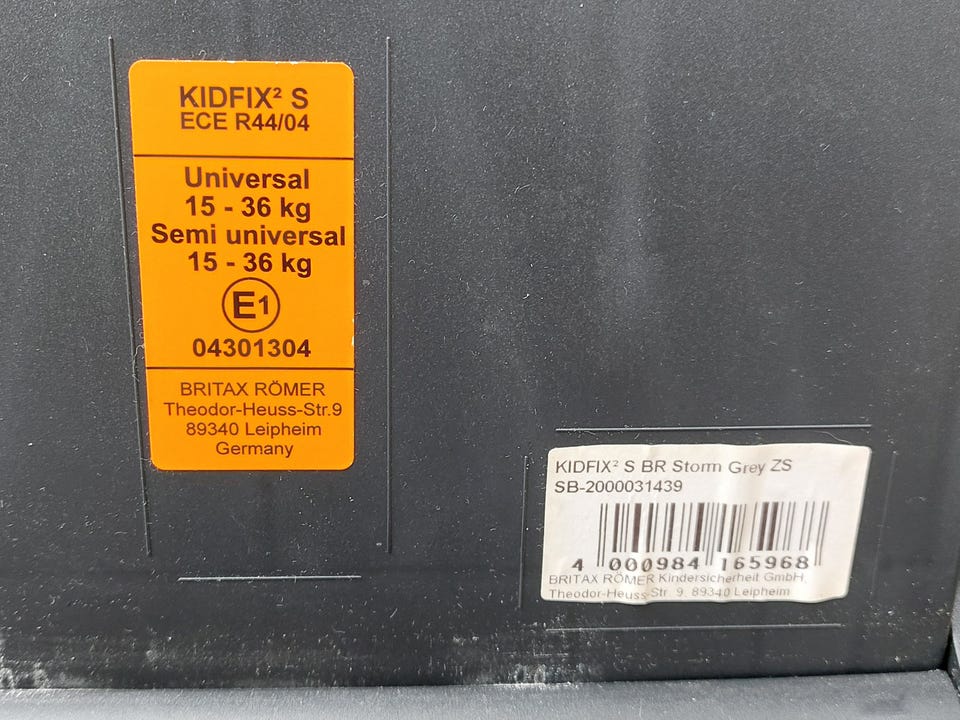 KIDFIX² S
ECE R44/04
Universal
15 - 36 kg
Semi universal
15 - 36 kg
E1
04301304
BRITAX RÖMER
Theodor-Heuss-Str.9
89340 Leipheim
Germany
KIDFIX² S BR Storm Grey ZS
SB-2000031439
4 000984 165968
BRITAX RÖMER Kindersicherheit GmbH,
Theodor-Heuss-Str. 9, 89340 Leipheim